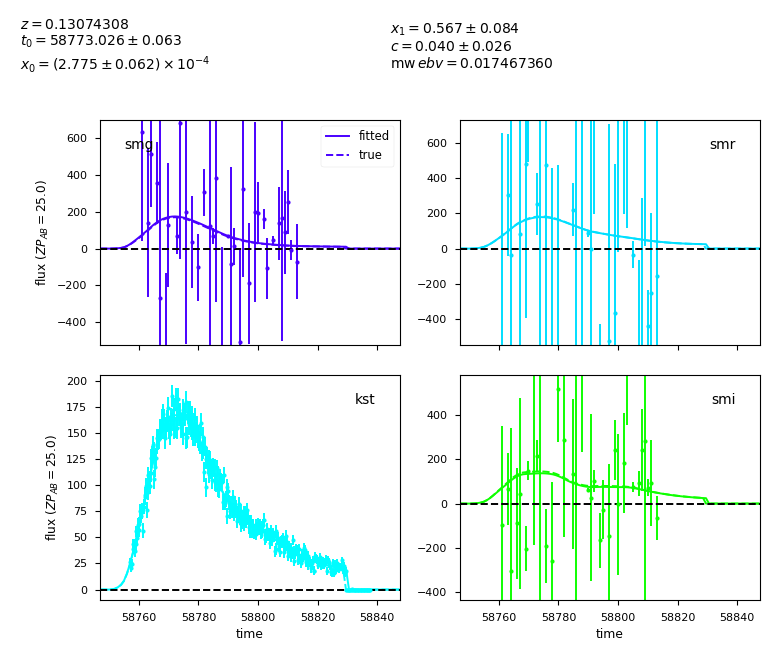 z = 0.13074308
t₀ = 58773.026 ± 0.063
x₀ = (2.775 ± 0.062) × 10⁻⁴
x₁ = 0.567 ± 0.084
c = 0.040 ± 0.026
mwebv = 0.017467360
smg
fitted
true
600
400
200
0
−200
−400
flux (ZP_AB = 25.0)
smr
600
400
200
0
−200
−400
kst
200
175
150
125
100
75
50
25
0
flux (ZP_AB = 25.0)
58760 58780 58800 58820 58840
time
smi
400
200
0
−200
−400
58760 58780 58800 58820 58840
time